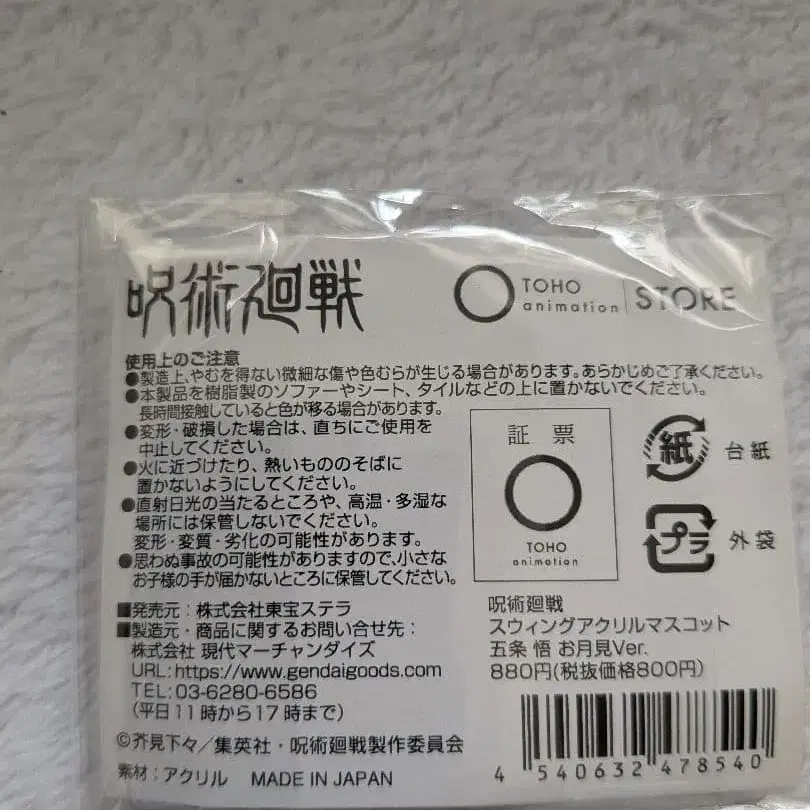 呪術廻戦
TOHO animation STORE
使用上のご注意
●製造上、やむを得ない微細な傷や色むらが生じる場合があります。あらかじめご了承ください。
●本製品を樹脂製のソファーやシート、タイルなどの上に置かないでください。
長時間接触していると色が移る場合があります。
●変形・破損した場合は、直ちにご使用を
中止してください。
●火に近づけたり、熱いもののそばに
置かないようにしてください。
●直射日光の当たるところや、高温・多湿な
場所には保管しないでください。
変形・変質・劣化の可能性があります。
●思わぬ事故の可能性がありますので、小さな
お子様の手が届かないところに保管してください。
証票
TOHO
animation
紙 台紙
プラ 外袋
■発売元：株式会社東宝ステラ
■製造元・商品に関するお問い合せ先：
株式会社 現代マーチャンダイズ
URL:https://www.gendaigoods.com
TEL:03-6280-6586
（平日11時から17時まで）
©芥見下々／集英社・呪術廻戦製作委員会
素材：アクリル MADE IN JAPAN
呪術廻戦
スウィングアクリルマスコット
五条 悟 お月見Ver.
880円(税抜価格800円)
4 540632 478540